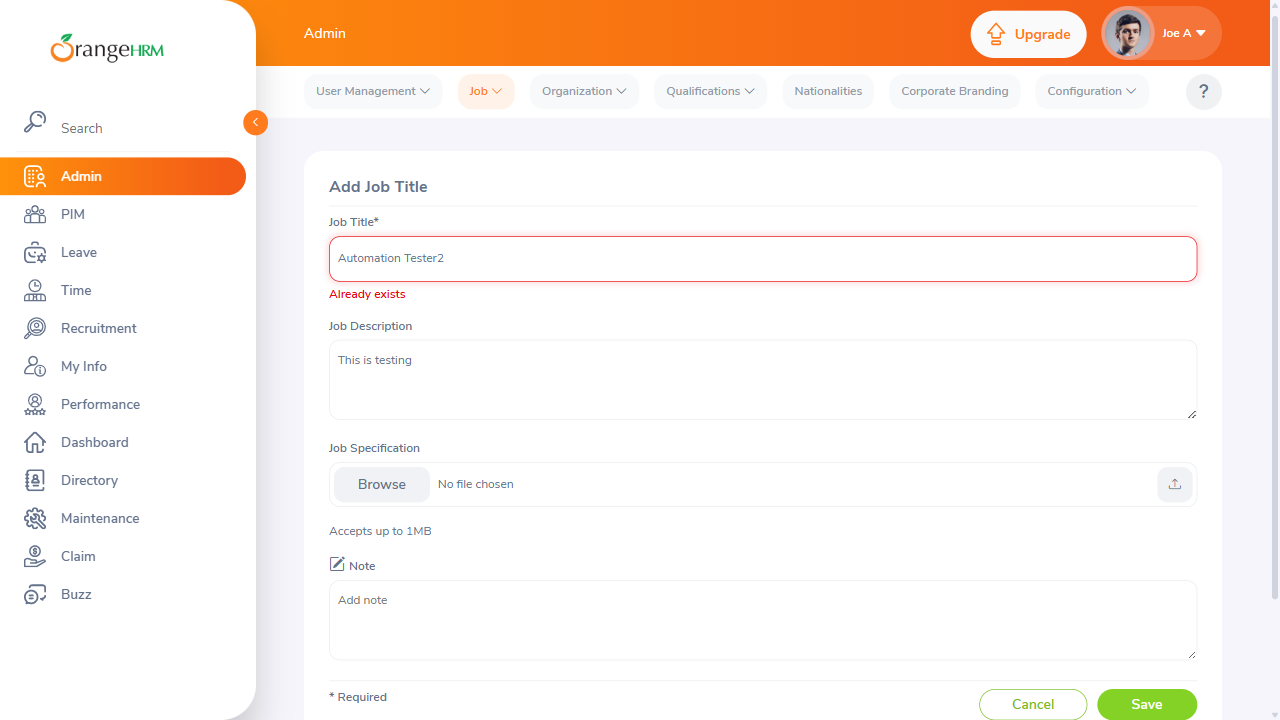 OrangeHRM
Admin
Upgrade
Joe A
User Management
Job
Organization
Qualifications
Nationalities
Corporate Branding
Configuration
?
Search
Admin
PIM
Leave
Time
Recruitment
My Info
Performance
Dashboard
Directory
Maintenance
Claim
Buzz
Add Job Title
Job Title*
Automation Tester2
Already exists
Job Description
This is testing
Job Specification
Browse
No file chosen
Accepts up to 1MB
Note
Add note
* Required
Cancel
Save